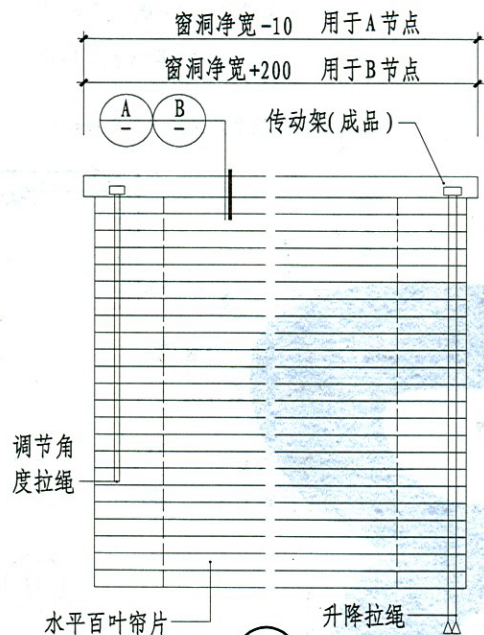 窗洞净宽-10 用于A节点
窗洞净宽+200 用于B节点
A B
- -
传动架(成品)
调节角
度拉绳
水平百叶帘片
升降拉绳